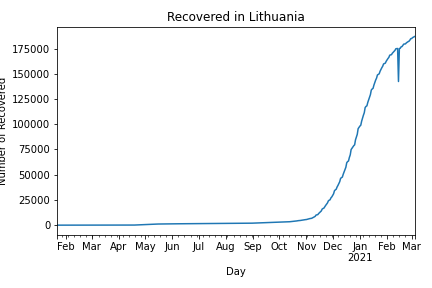 Recovered in Lithuania
175000
150000
125000
100000
75000
50000
25000
0
Number of Recovered
Feb Mar Apr May Jun Jul Aug Sep Oct Nov Dec Jan Feb Mar
2021
Day